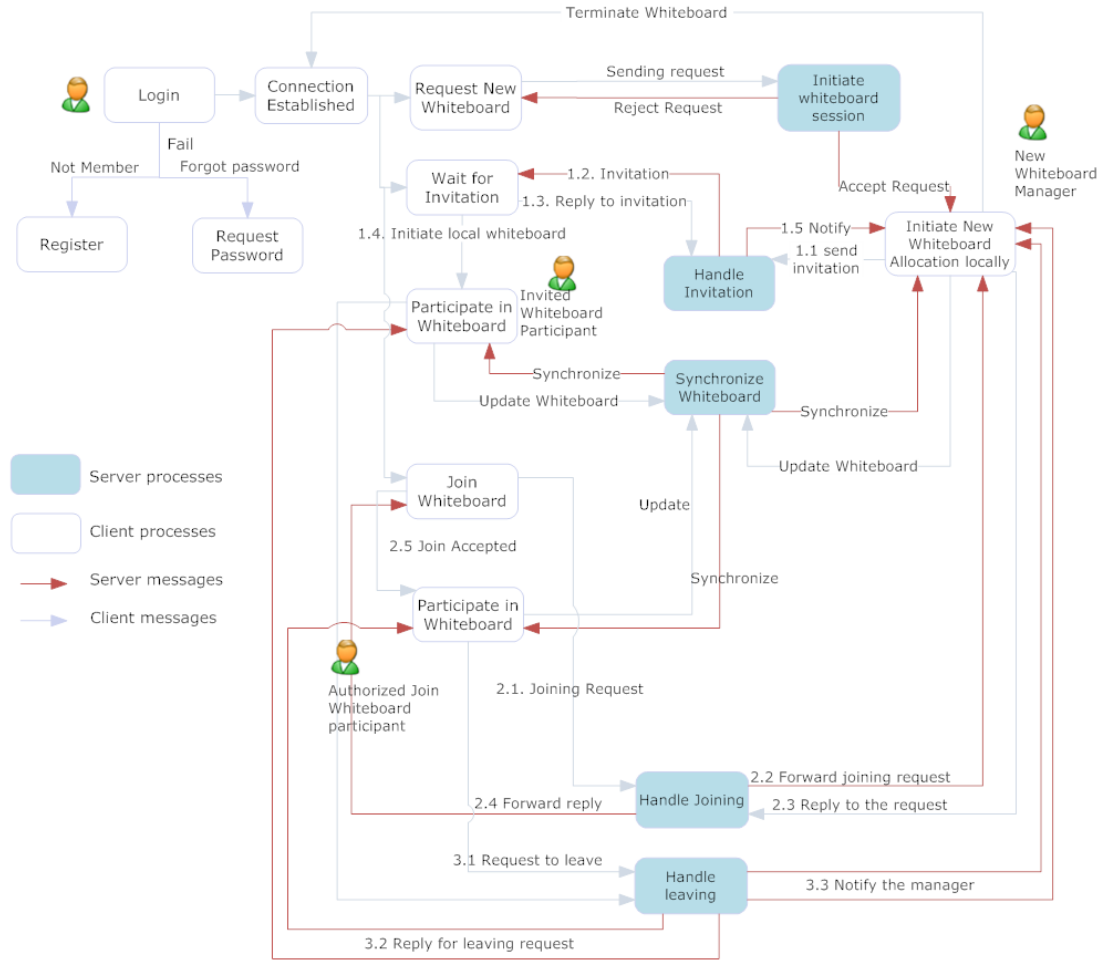 Terminate Whiteboard
Login
Connection
Established
Request New
Whiteboard
Sending request
Reject Request
Initiate
whiteboard
session
Fail
Not Member
Forgot password
Register
Request
Password
New
Whiteboard
Manager
Accept Request
Wait for
Invitation
1.2. Invitation
1.3. Reply to invitation
1.4. Initiate local whiteboard
1.5 Notify
1.1 send
invitation
Initiate New
Whiteboard
Allocation locally
Handle
Invitation
Participate in
Whiteboard
Invited
Whiteboard
Participant
Synchronize
Update Whiteboard
Synchronize
Whiteboard
Synchronize
Update Whiteboard
Server processes
Client processes
Server messages
Client messages
Join
Whiteboard
Update
2.5 Join Accepted
Synchronize
Participate in
Whiteboard
Authorized Join
Whiteboard
participant
2.1. Joining Request
Handle Joining
2.2 Forward joining request
2.3 Reply to the request
2.4 Forward reply
3.1 Request to leave
Handle
leaving
3.3 Notify the manager
3.2 Reply for leaving request